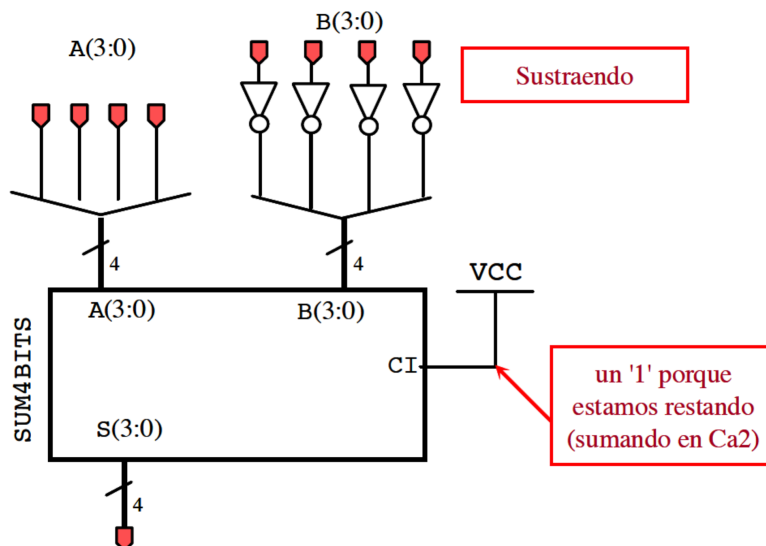 B(3:0)
A(3:0)
Sustraendo
4
4
VCC
A(3:0)
B(3:0)
SUM4BITS
CI
un '1' porque
estamos restando
(sumando en Ca2)
S(3:0)
4